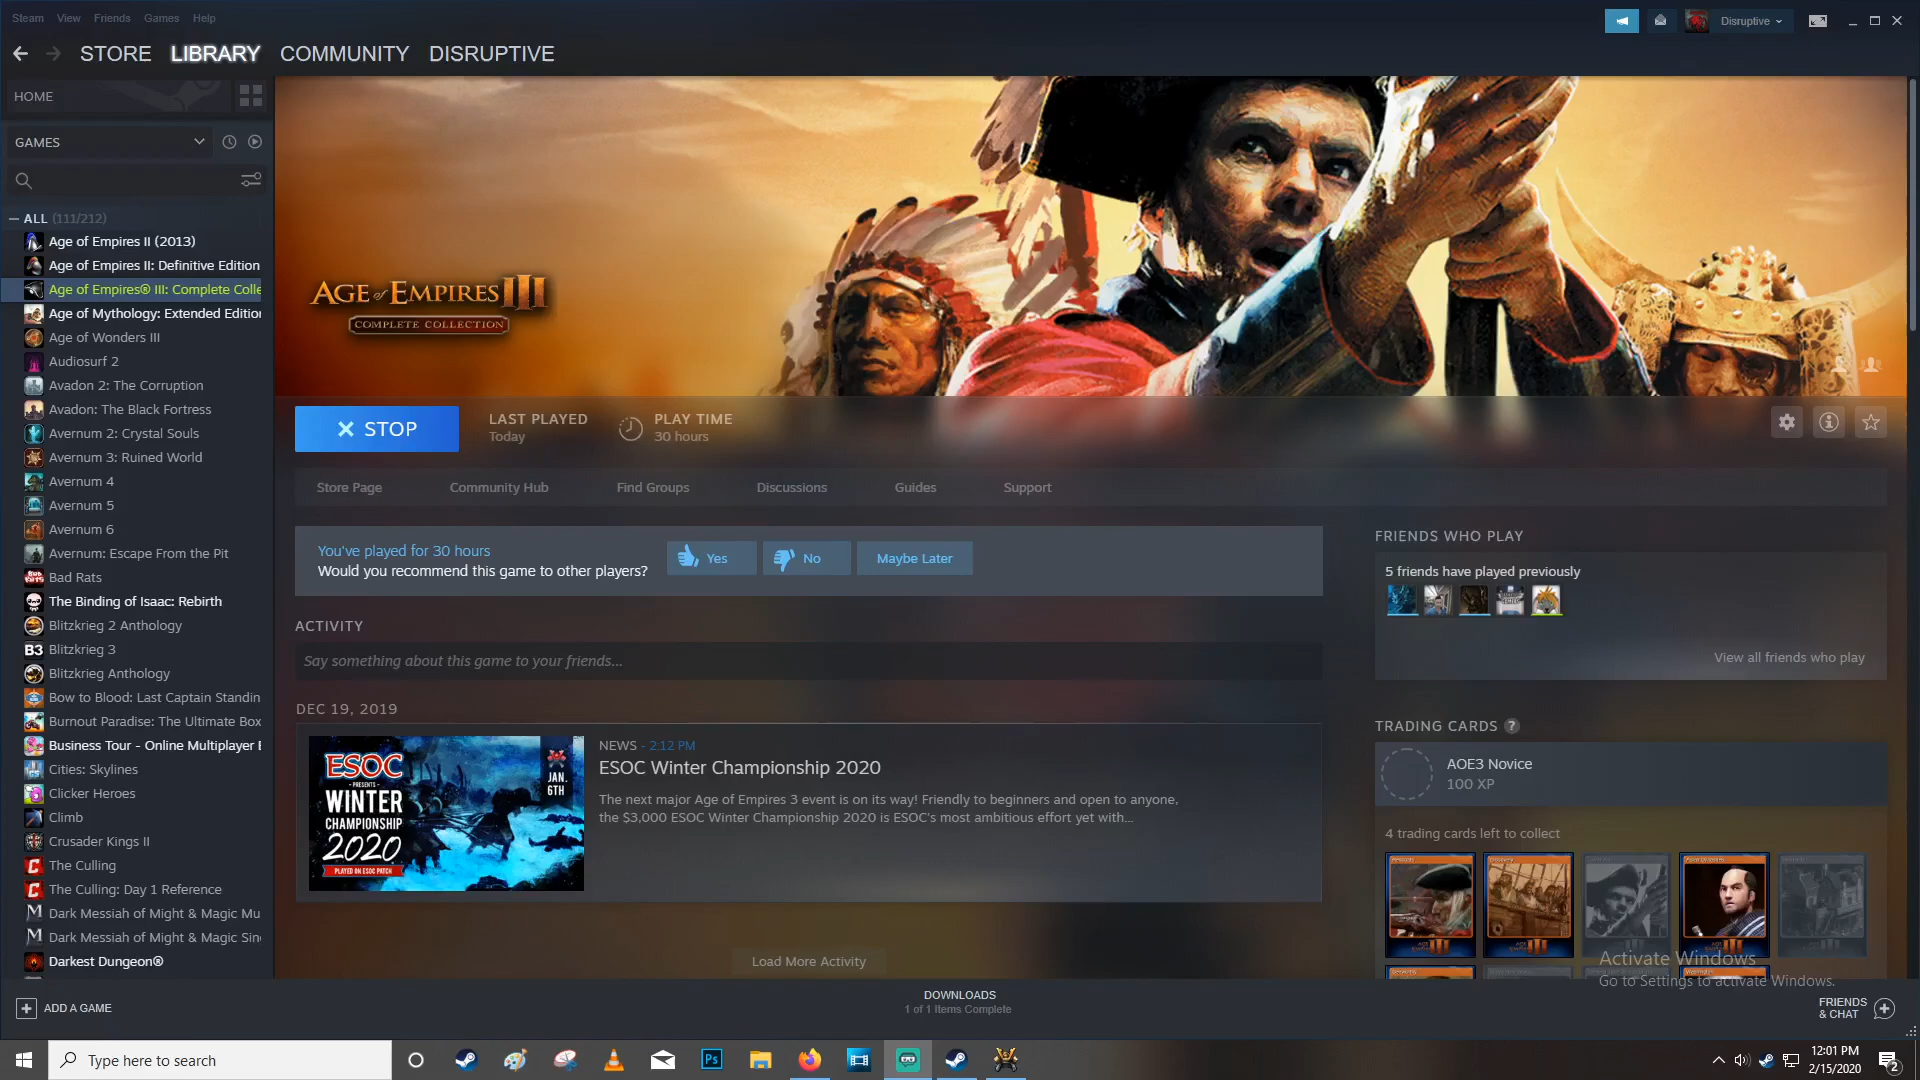 Steam View Friends Games Help
Disruptive
STORE LIBRARY COMMUNITY DISRUPTIVE
HOME
GAMES
ALL (111/212)
Age of Empires II (2013)
Age of Empires II: Definitive Edition
Age of Empires® III: Complete Colle
Age of Mythology: Extended Edition
Age of Wonders III
Audiosurf 2
Avadon 2: The Corruption
Avadon: The Black Fortress
Avernum 2: Crystal Souls
Avernum 3: Ruined World
Avernum 4
Avernum 5
Avernum 6
Avernum: Escape From the Pit
Bad Rats
The Binding of Isaac: Rebirth
Blitzkrieg 2 Anthology
B3 Blitzkrieg 3
Blitzkrieg Anthology
Bow to Blood: Last Captain Standin
Burnout Paradise: The Ultimate Box
Business Tour - Online Multiplayer
Cities: Skylines
Clicker Heroes
Climb
Crusader Kings II
The Culling
The Culling: Day 1 Reference
Dark Messiah of Might & Magic Mu
Dark Messiah of Might & Magic Sin
Darkest Dungeon®
ADD A GAME
AGE of EMPIRES III
COMPLETE COLLECTION
STOP
LAST PLAYED
Today
PLAY TIME
30 hours
Store Page Community Hub Find Groups Discussions Guides Support
You've played for 30 hours
Would you recommend this game to other players?
Yes No Maybe Later
ACTIVITY
Say something about this game to your friends...
DEC 19, 2019
ESOC
- PRESENTS -
WINTER
CHAMPIONSHIP
2020
PLAYED ON ESOC PATCH
JAN.
6TH
NEWS - 2:12 PM
ESOC Winter Championship 2020
The next major Age of Empires 3 event is on its way! Friendly to beginners and open to anyone,
the $3,000 ESOC Winter Championship 2020 is ESOC's most ambitious effort yet with...
Load More Activity
FRIENDS WHO PLAY
5 friends have played previously
View all friends who play
TRADING CARDS ?
AOE3 Novice
100 XP
4 trading cards left to collect
Activate Windows
Go to Settings to activate Windows.
DOWNLOADS
1 of 1 Items Complete
FRIENDS
& CHAT
Type here to search
Ps
12:01 PM
2/15/2020
2